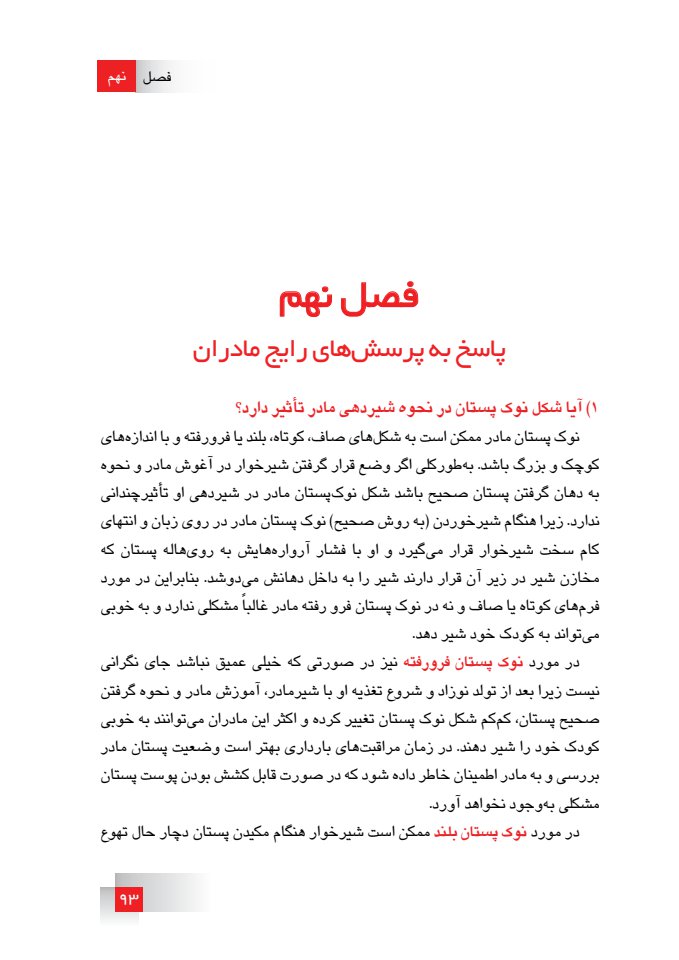 فصل نهم
فصل نهم
پاسخ به پرسش‌های رایج مادران
۱) آیا شکل نوک پستان در نحوه شیردهی مادر تأثیر دارد؟
نوک پستان مادر ممکن است به شکل‌های صاف، کوتاه، بلند یا فرورفته و با اندازه‌های
کوچک و بزرگ باشد. به‌طورکلی اگر وضع قرار گرفتن شیرخوار در آغوش مادر و نحوه
به دهان گرفتن پستان صحیح باشد شکل نوک‌پستان مادر در شیردهی او تأثیرچندانی
ندارد. زیرا هنگام شیرخوردن (به روش صحیح) نوک پستان مادر در روی زبان و انتهای
کام سخت شیرخوار قرار می‌گیرد و او با فشار آرواره‌هایش به روی‌هاله پستان که
مخازن شیر در زیر آن قرار دارند شیر را به داخل دهانش می‌دوشد. بنابراین در مورد
فرم‌های کوتاه یا صاف و نه در نوک پستان فرو رفته مادر غالباً مشکلی ندارد و به خوبی
می‌تواند به کودک خود شیر دهد.
در مورد نوک پستان فرورفته نیز در صورتی که خیلی عمیق نباشد جای نگرانی
نیست زیرا بعد از تولد نوزاد و شروع تغذیه او با شیرمادر، آموزش مادر و نحوه گرفتن
صحیح پستان، کم‌کم شکل نوک پستان تغییر کرده و اکثر این مادران می‌توانند به خوبی
کودک خود را شیر دهند. در زمان مراقبت‌های بارداری بهتر است وضعیت پستان مادر
بررسی و به مادر اطمینان خاطر داده شود که در صورت قابل کشش بودن پوست پستان
مشکلی به‌وجود نخواهد آورد.
در مورد نوک پستان بلند ممکن است شیرخوار هنگام مکیدن پستان دچار حال تهوع
۹۳